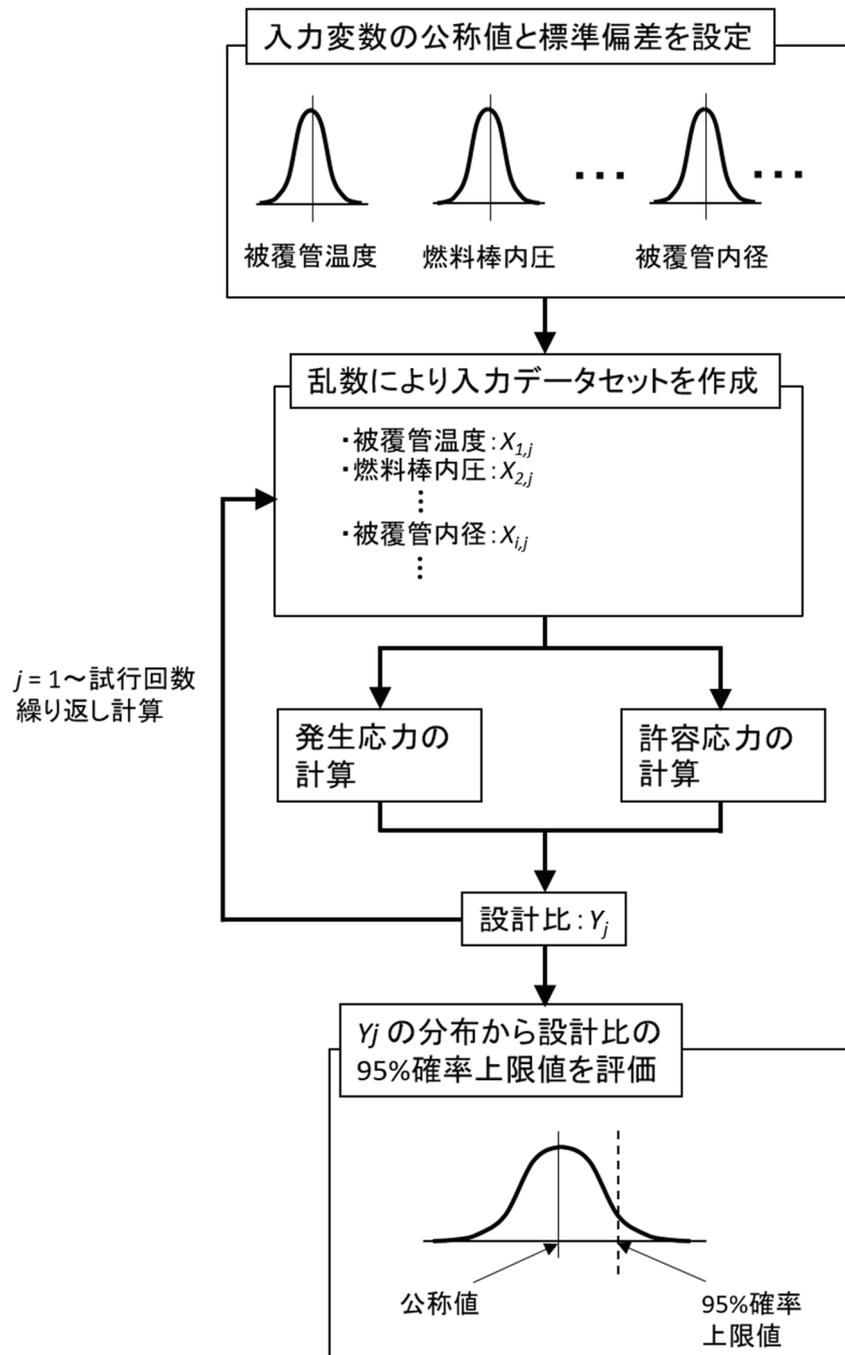 入力変数の公称値と標準偏差を設定
... ...
被覆管温度 燃料棒内圧 被覆管内径
乱数により入力データセットを作成
・被覆管温度：X1,j
・燃料棒内圧：X2,j
⋮
・被覆管内径：Xi,j
⋮
j = 1～試行回数
繰り返し計算
発生応力の
計算
許容応力の
計算
設計比：Yj
Yj の分布から設計比の
95%確率上限値を評価
公称値
95%確率
上限値